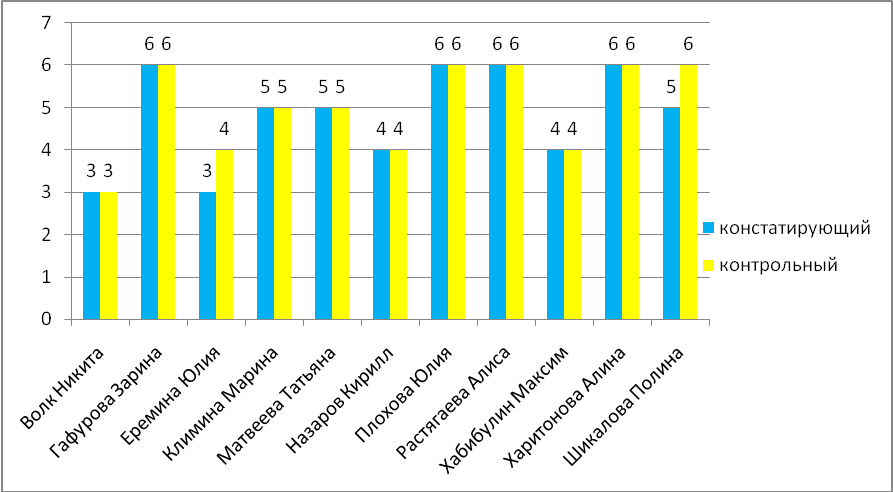 7
6
5
4
3
2
1
0
3 3
6 6
3 4
5 5
5 5
4 4
6 6
6 6
4 4
6 6
5 6
Волк Никита
Гафурова Зарина
Еремина Юлия
Климина Марина
Матвеева Татьяна
Назаров Кирилл
Плохова Юлия
Растягаева Алиса
Хабибулин Максим
Харитонова Алина
Шикалова Полина
констатирующий
контрольный